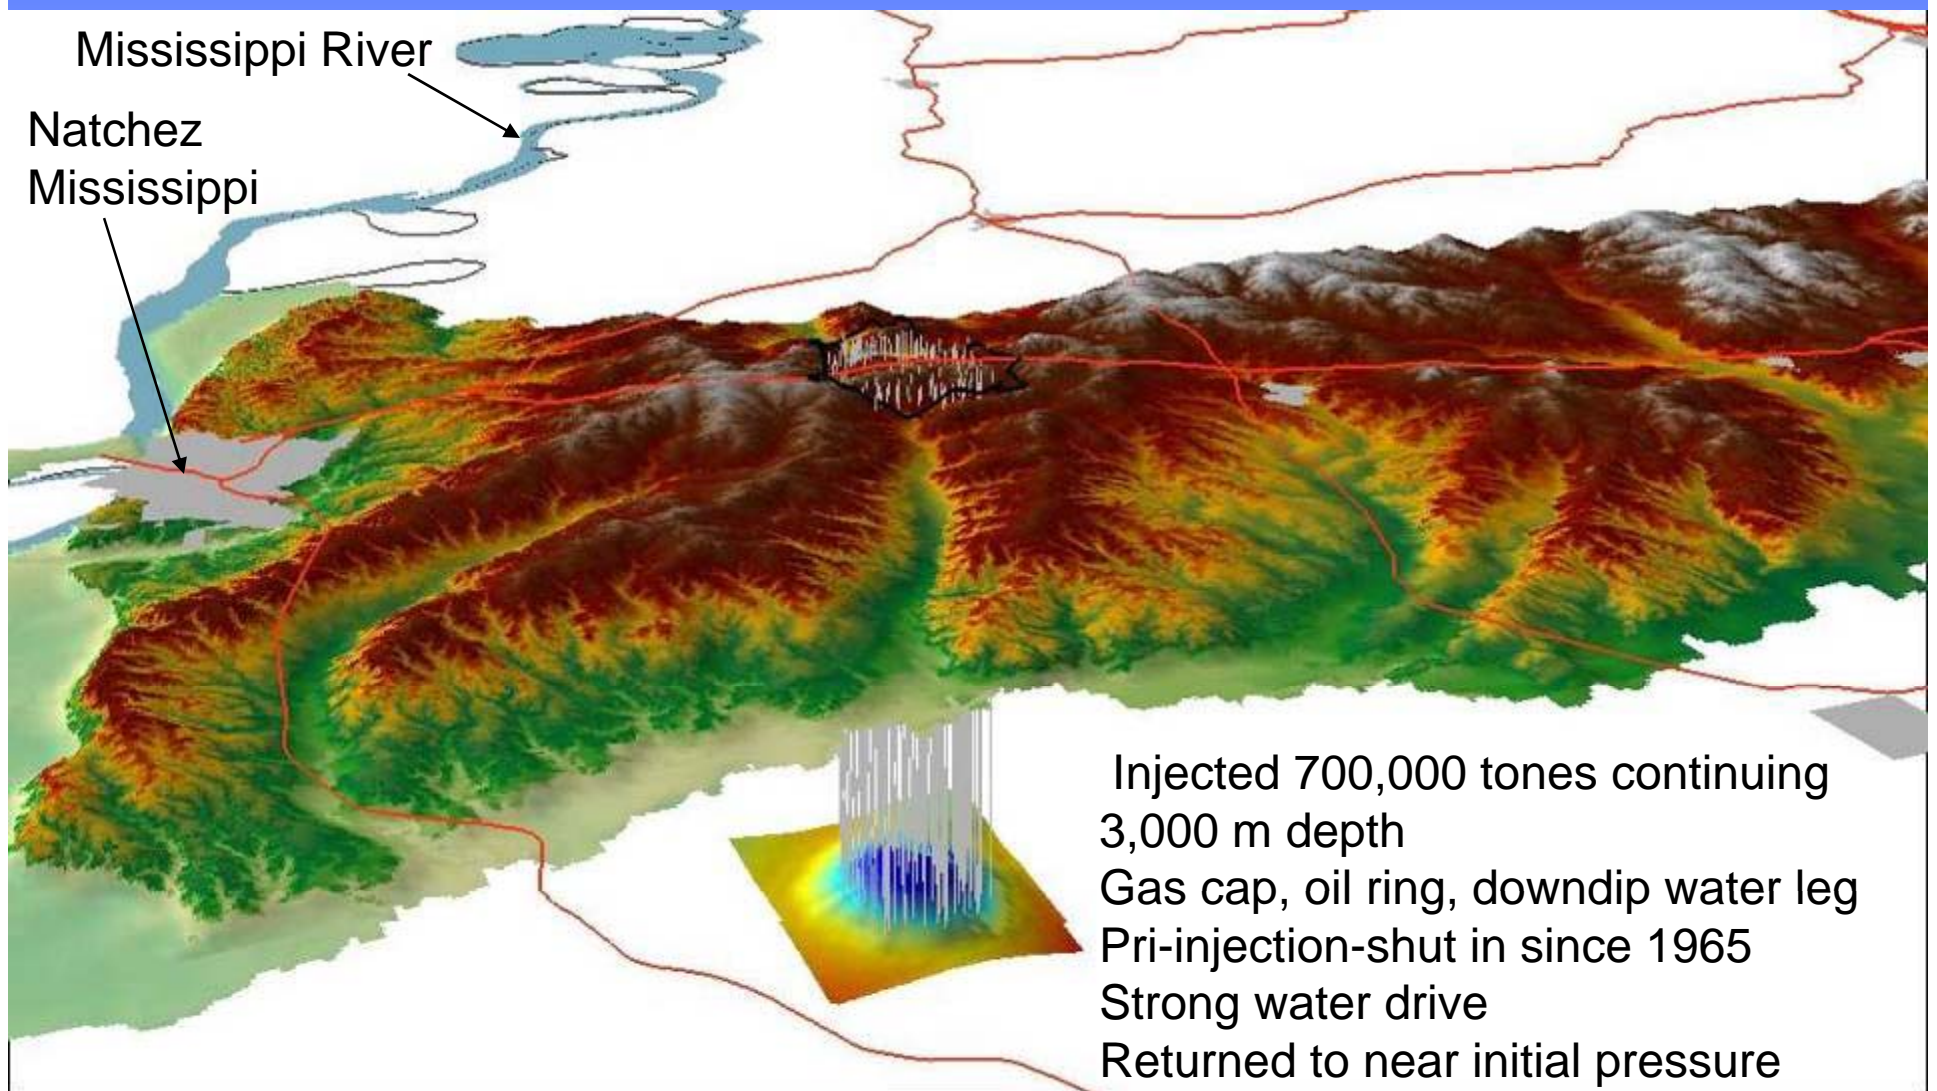 Mississippi River
Natchez
Mississippi
Injected 700,000 tones continuing
3,000 m depth
Gas cap, oil ring, downdip water leg
Pri-injection-shut in since 1965
Strong water drive
Returned to near initial pressure